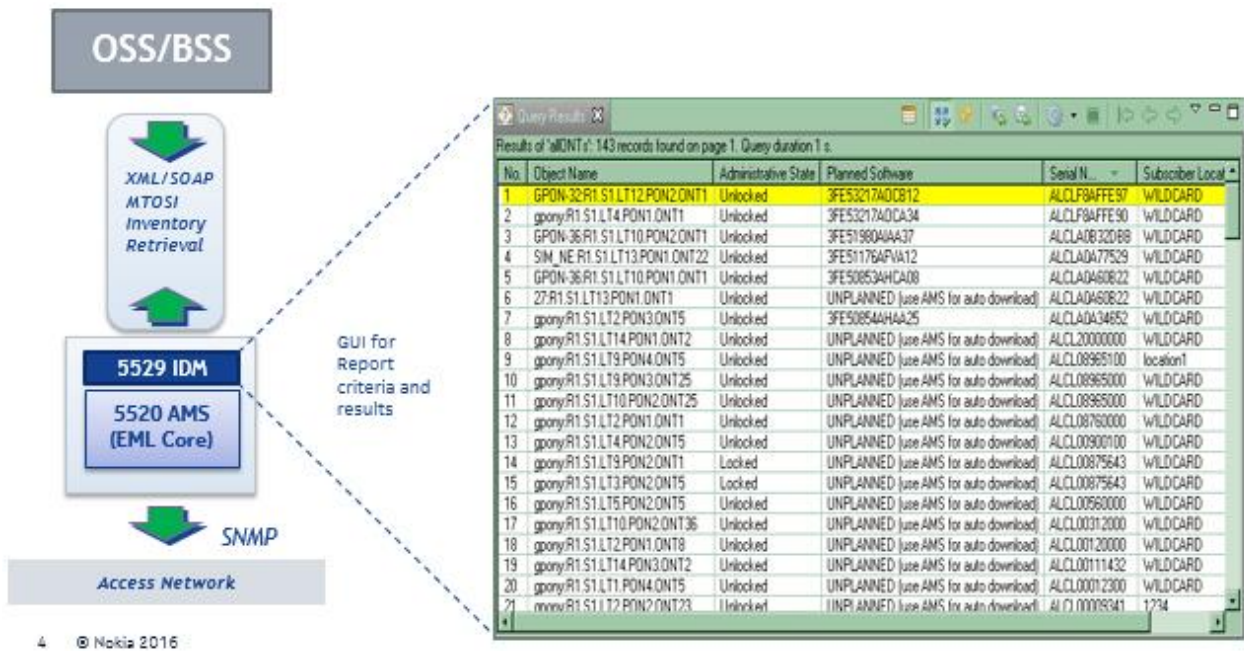 OSS/BSS
XML/SOAP
MTOSI
Inventory
Retrieval
5529 IDM
5520 AMS
(EML Core)
SNMP
Access Network
GUI for
Report
criteria and
results
Query Results
Results of 'allONTs': 143 records found on page 1. Query duration 1 s.
No. Object Name Administrative State Planned Software Serial N... Subscriber Locat
1 GPON-32:R1.S1.LT12.PON2.ONT1 Unlocked 3FE53217AOCB12 ALCLF8AFFE97 WILDCARD
2 gpony:R1.S1.LT4.PON1.ONT1 Unlocked 3FE53217AOCA34 ALCLF8AFFE90 WILDCARD
3 GPON-36:R1.S1.LT10.PON2.ONT1 Unlocked 3FE51980AIAA37 ALCLA0B32DBB WILDCARD
4 SIM_NE:R1.S1.LT13.PON1.ONT22 Unlocked 3FE51176AFVA12 ALCLA0A77529 WILDCARD
5 GPON-36:R1.S1.LT10.PON1.ONT1 Unlocked 3FE50853AHCA08 ALCLA0A60B22 WILDCARD
6 27:R1.S1.LT13.PON1.ONT1 Unlocked UNPLANNED (use AMS for auto download) ALCLA0A60B22 WILDCARD
7 gpony:R1.S1.LT2.PON3.ONT5 Unlocked 3FE50854AHAA25 ALCLA0A34652 WILDCARD
8 gpony:R1.S1.LT14.PON1.ONT2 Unlocked UNPLANNED (use AMS for auto download) ALCL20000000 WILDCARD
9 gpony:R1.S1.LT9.PON4.ONT5 Unlocked UNPLANNED (use AMS for auto download) ALCL08965100 location1
10 gpony:R1.S1.LT9.PON3.ONT25 Unlocked UNPLANNED (use AMS for auto download) ALCL08965000 WILDCARD
11 gpony:R1.S1.LT10.PON2.ONT25 Unlocked UNPLANNED (use AMS for auto download) ALCL08965000 WILDCARD
12 gpony:R1.S1.LT2.PON1.ONT1 Unlocked UNPLANNED (use AMS for auto download) ALCL08760000 WILDCARD
13 gpony:R1.S1.LT4.PON2.ONT5 Unlocked UNPLANNED (use AMS for auto download) ALCL00900100 WILDCARD
14 gpony:R1.S1.LT9.PON2.ONT1 Locked UNPLANNED (use AMS for auto download) ALCL00875643 WILDCARD
15 gpony:R1.S1.LT3.PON2.ONT5 Locked UNPLANNED (use AMS for auto download) ALCL00875643 WILDCARD
16 gpony:R1.S1.LT5.PON2.ONT5 Unlocked UNPLANNED (use AMS for auto download) ALCL00560000 WILDCARD
17 gpony:R1.S1.LT10.PON2.ONT36 Unlocked UNPLANNED (use AMS for auto download) ALCL00312000 WILDCARD
18 gpony:R1.S1.LT2.PON1.ONT8 Unlocked UNPLANNED (use AMS for auto download) ALCL00120000 WILDCARD
19 gpony:R1.S1.LT14.PON3.ONT2 Unlocked UNPLANNED (use AMS for auto download) ALCL00111432 WILDCARD
20 gpony:R1.S1.LT1.PON4.ONT5 Unlocked UNPLANNED (use AMS for auto download) ALCL00012300 WILDCARD
21 gpony:R1.S1.LT2.PON2.ONT23 Unlocked UNPLANNED (use AMS for auto download) ALCL00009341 1234
4 © Nokia 2016